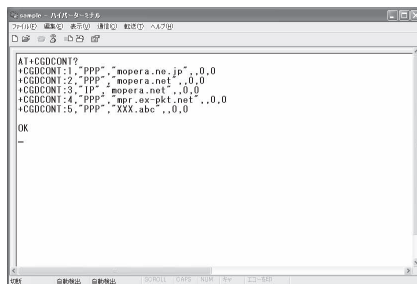 sample - ハイパーターミナル
ファイル(F) 編集(E) 表示(V) 通信(C) 転送(T) ヘルプ(H)
AT+CGDCONT?
+CGDCONT:1,"PPP","mopera.ne.jp",,0,0
+CGDCONT:2,"PPP","mopera.net",,0,0
+CGDCONT:3,"IP","mopera.net",,0,0
+CGDCONT:4,"PPP","mpr.ex-pkt.net",,0,0
+CGDCONT:5,"PPP","XXX.abc",,0,0
OK
切断 自動検出 自動検出 SCROLL CAPS NUM キャ エコーを印